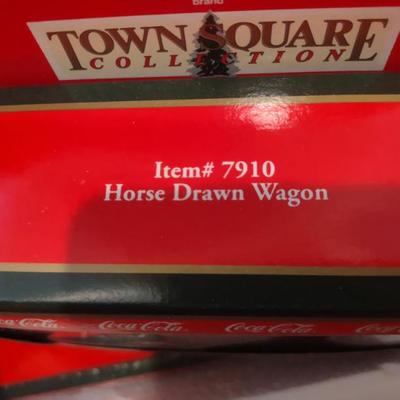 brand
TOWN SQUARE
COLLECTION
Item# 7910
Horse Drawn Wagon
Coca-Cola Coca-Cola Coca-Cola Coca-Cola